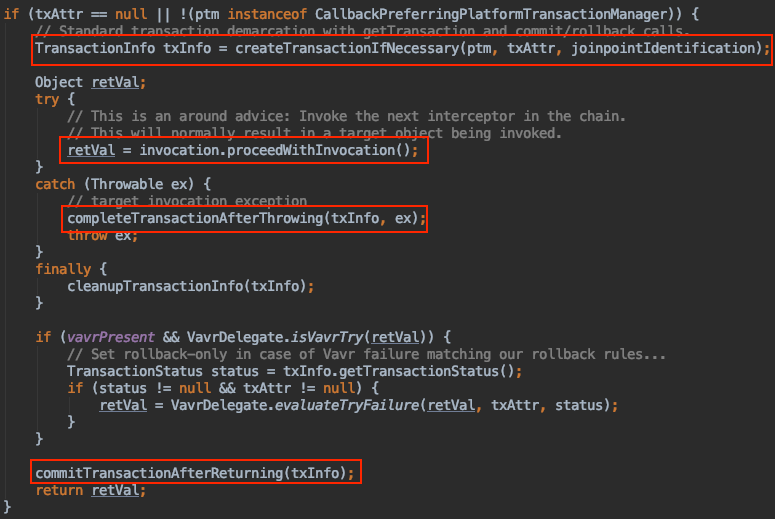 if (txAttr == null || !(ptm instanceof CallbackPreferringPlatformTransactionManager)) {
// Standard transaction demarcation with getTransaction and commit/rollback calls.
TransactionInfo txInfo = createTransactionIfNecessary(ptm, txAttr, joinpointIdentification);
Object retVal;
try {
// This is an around advice: Invoke the next interceptor in the chain.
// This will normally result in a target object being invoked.
retVal = invocation.proceedWithInvocation();
}
catch (Throwable ex) {
// target invocation exception
completeTransactionAfterThrowing(txInfo, ex);
throw ex;
}
finally {
cleanupTransactionInfo(txInfo);
}
if (vavrPresent && VavrDelegate.isVavrTry(retVal)) {
// Set rollback-only in case of Vavr failure matching our rollback rules...
TransactionStatus status = txInfo.getTransactionStatus();
if (status != null && txAttr != null) {
retVal = VavrDelegate.evaluateTryFailure(retVal, txAttr, status);
}
}
commitTransactionAfterReturning(txInfo);
return retVal;
}